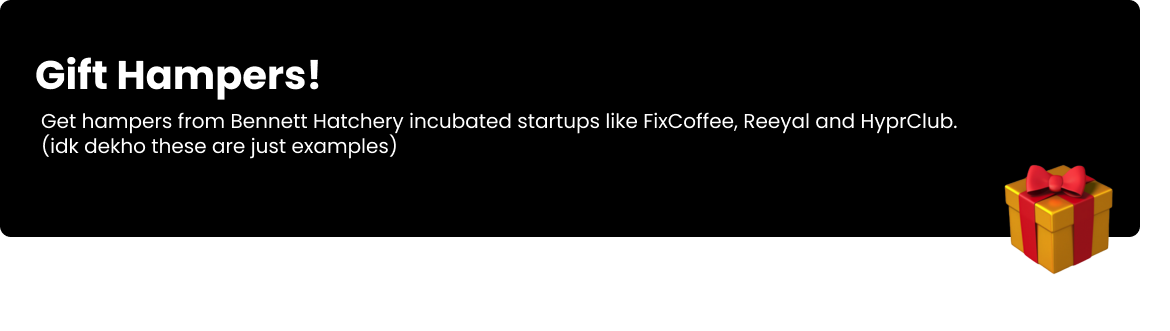 Gift Hampers!
Get hampers from Bennett Hatchery incubated startups like FixCoffee, Reeyal and HyprClub.
(idk dekho these are just examples)